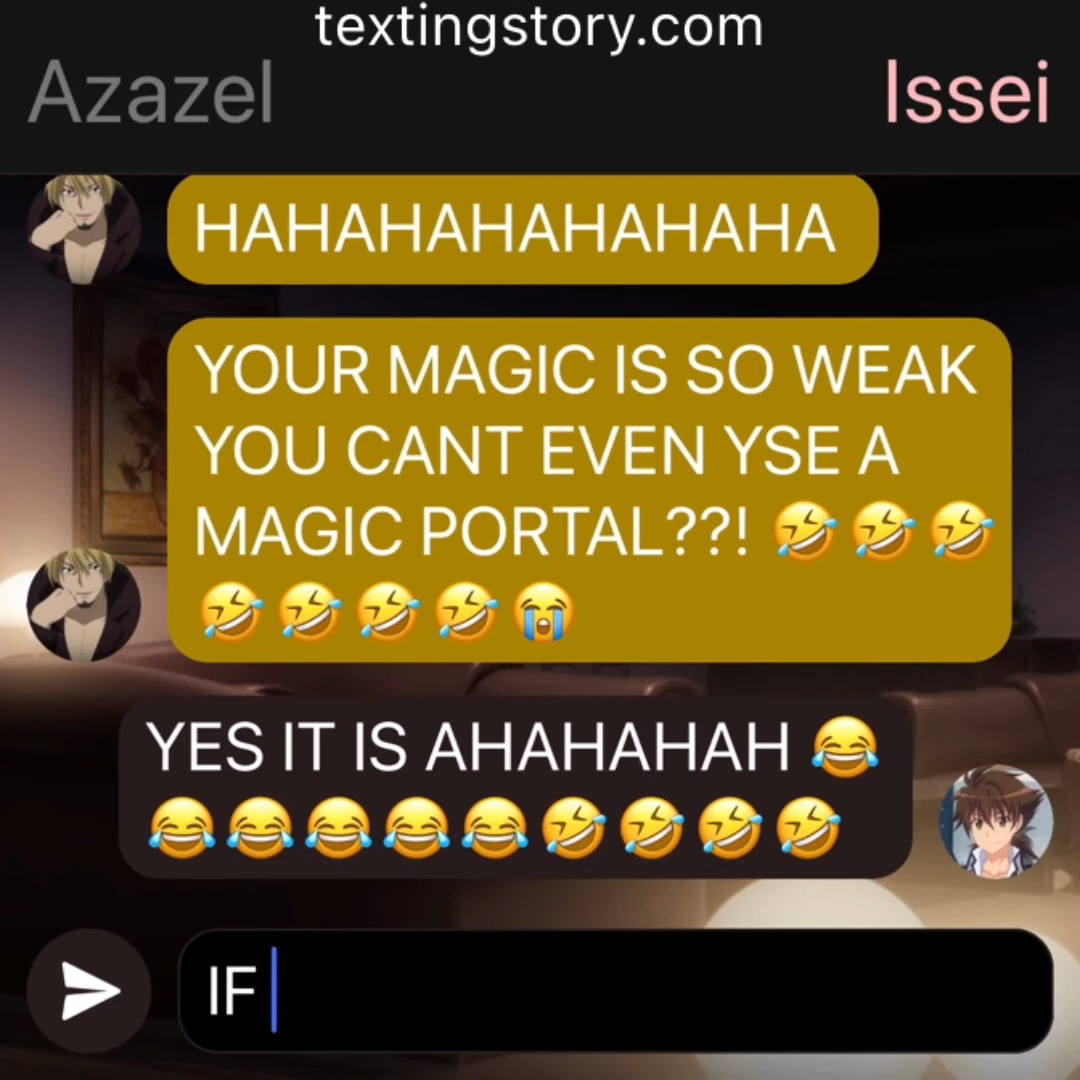 textingstory.com
Azazel
Issei
HAHAHAHAHAHAHA
YOUR MAGIC IS SO WEAK
YOU CANT EVEN YSE A
MAGIC PORTAL??! 🤣 🤣 🤣
🤣 🤣 🤣 🤣 😭
YES IT IS AHAHAHAH 😂
😂 😂 😂 😂 😂 🤣 🤣 🤣 🤣
IF